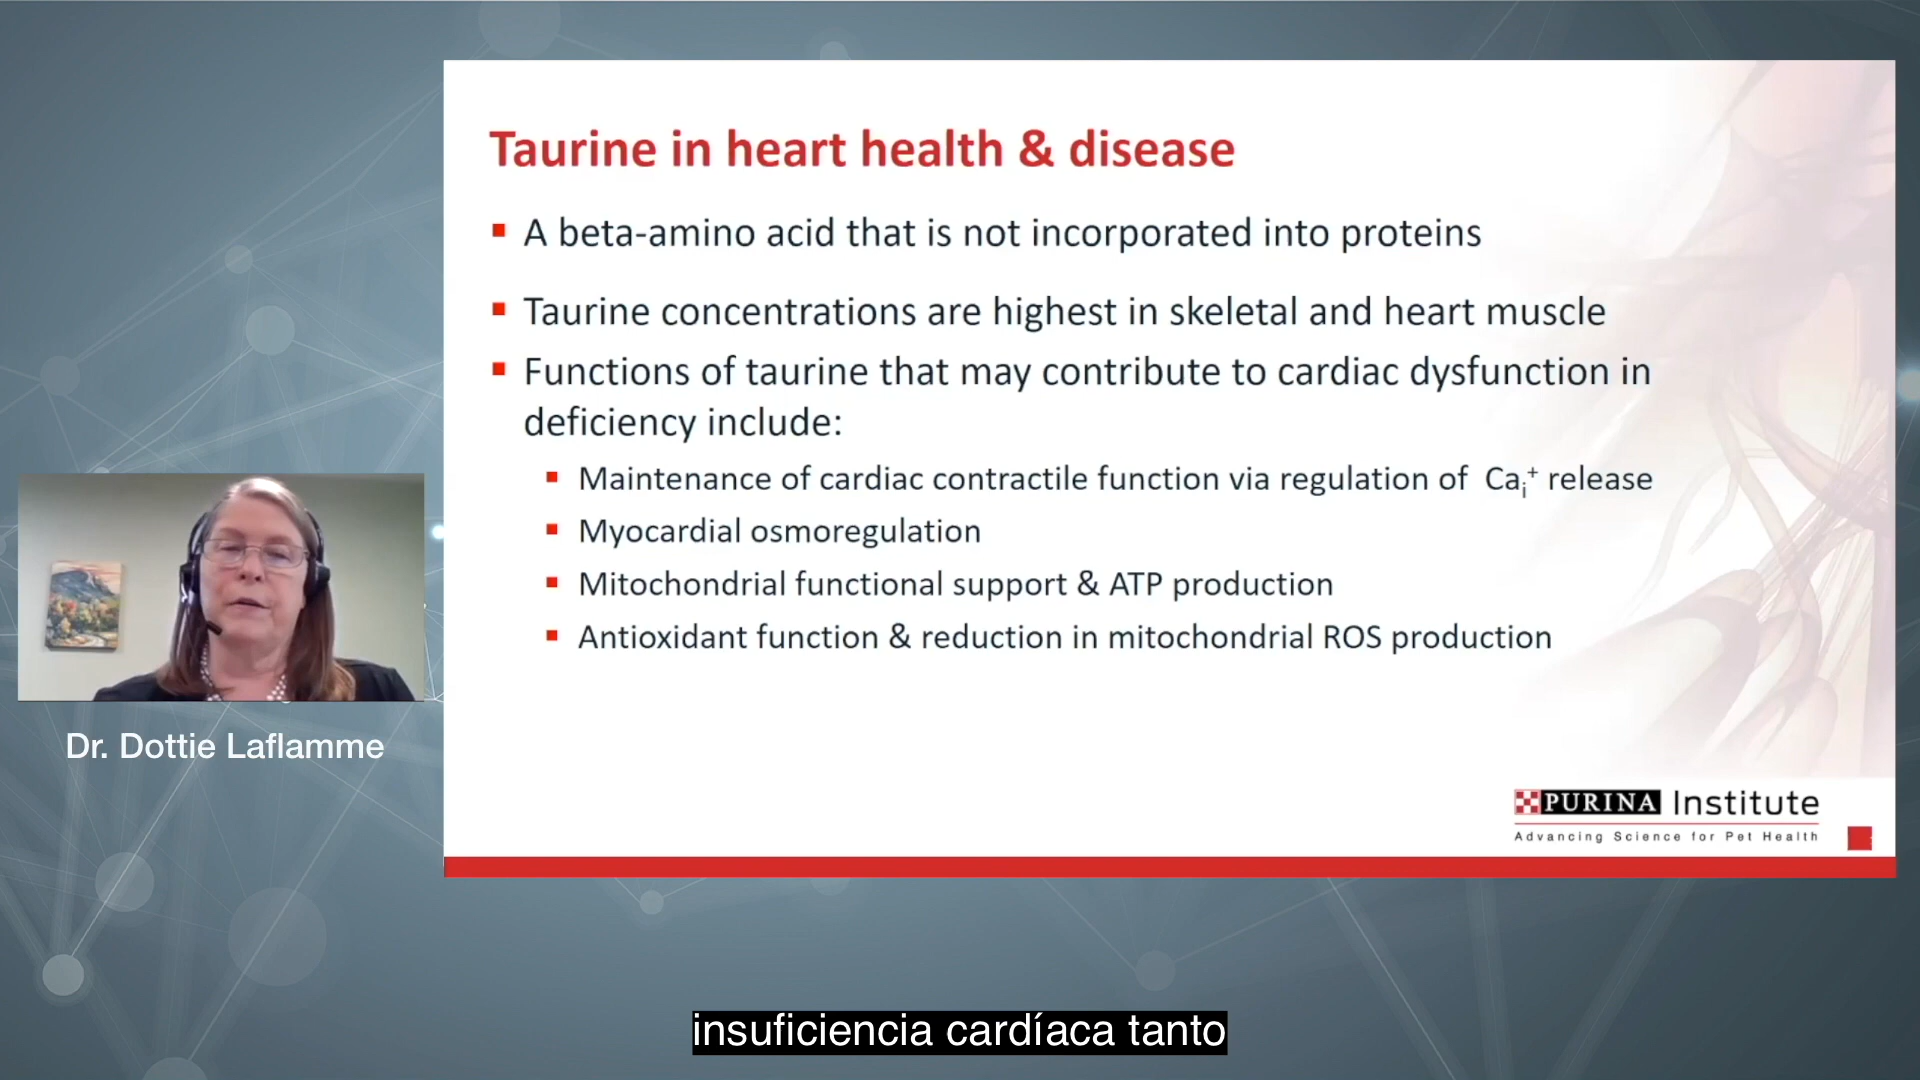 Taurine in heart health & disease
A beta-amino acid that is not incorporated into proteins
Taurine concentrations are highest in skeletal and heart muscle
Functions of taurine that may contribute to cardiac dysfunction in
deficiency include:
Maintenance of cardiac contractile function via regulation of Caᵢ⁺ release
Myocardial osmoregulation
Mitochondrial functional support & ATP production
Antioxidant function & reduction in mitochondrial ROS production
Dr. Dottie Laflamme
PURINA Institute
Advancing Science for Pet Health
insuficiencia cardíaca tanto